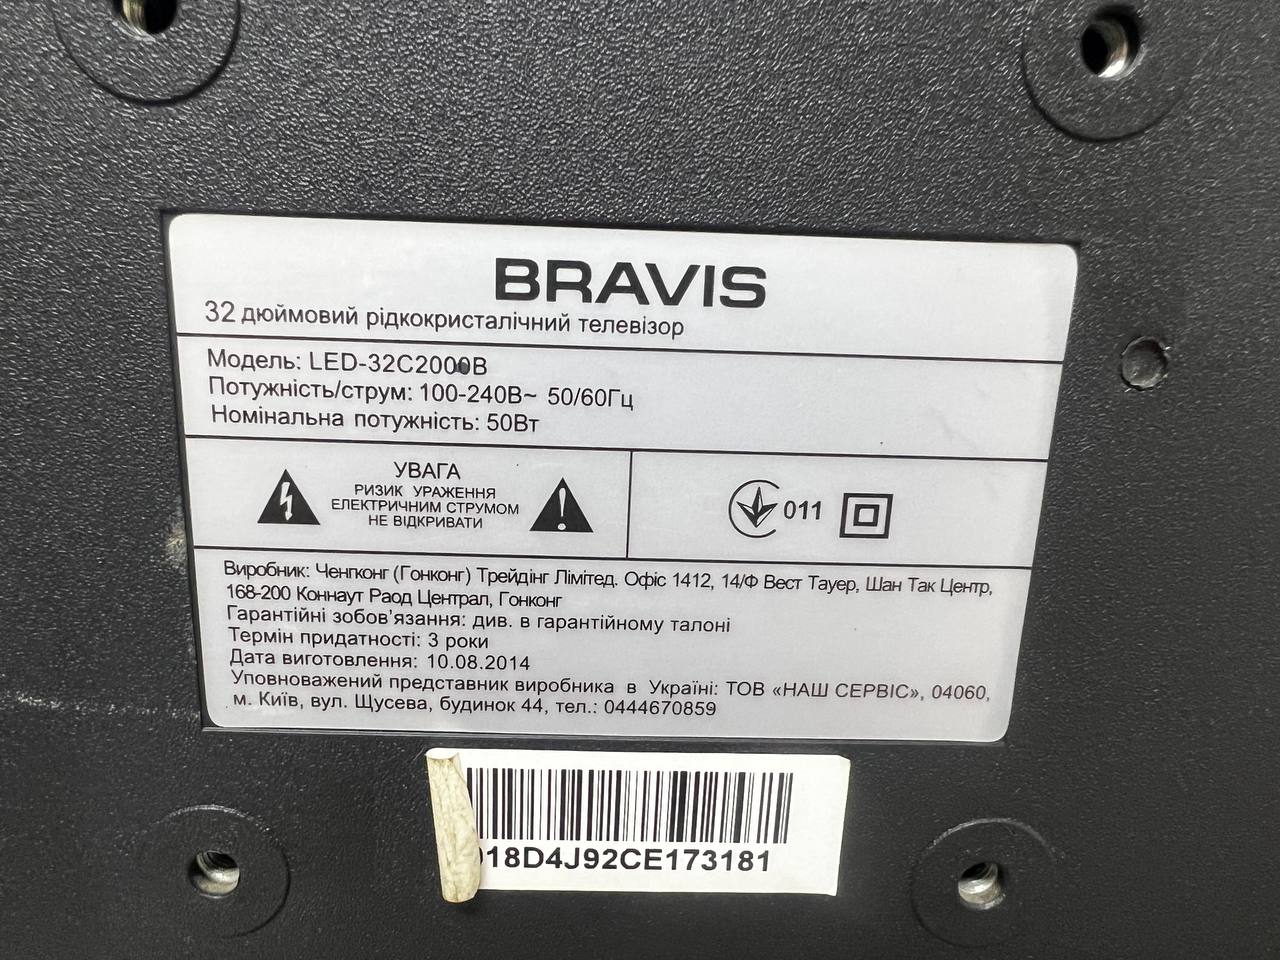 BRAVIS
32 дюймовий рідкокристалічний телевізор
Модель: LED-32C2000B
Потужність/струм: 100-240В~ 50/60Гц
Номінальна потужність: 50Вт
УВАГА
РИЗИК УРАЖЕННЯ
ЕЛЕКТРИЧНИМ СТРУМОМ
НЕ ВІДКРИВАТИ
011
Виробник: Ченгконг (Гонконг) Трейдінг Лімітед. Офіс 1412, 14/Ф Вест Тауер, Шан Так Центр,
168-200 Коннаут Раод Централ, Гонконг
Гарантійні зобов'язання: див. в гарантійному талоні
Термін придатності: 3 роки
Дата виготовлення: 10.08.2014
Уповноважений представник виробника в Україні: ТОВ «НАШ СЕРВІС», 04060,
м. Київ, вул. Щусева, будинок 44, тел.: 0444670859
18D4J92CE173181